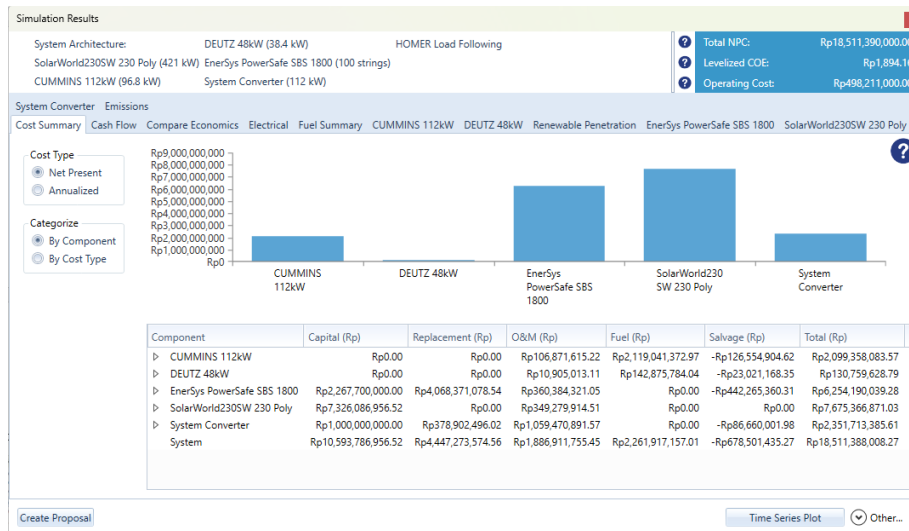 Simulation Results
System Architecture: DEUTZ 48kW (38.4 kW) HOMER Load Following
SolarWorld230SW 230 Poly (421 kW) EnerSys PowerSafe SBS 1800 (100 strings)
CUMMINS 112kW (96.8 kW) System Converter (112 kW)
? Total NPC: Rp18,511,390,000.00
? Levelized COE: Rp1,894.10
? Operating Cost: Rp498,211,000.00
System Converter Emissions
Cost Summary Cash Flow Compare Economics Electrical Fuel Summary CUMMINS 112kW DEUTZ 48kW Renewable Penetration EnerSys PowerSafe SBS 1800 SolarWorld230SW 230 Poly
Cost Type
Net Present
Annualized
Categorize
By Component
By Cost Type
?
Rp9,000,000,000
Rp8,000,000,000
Rp7,000,000,000
Rp6,000,000,000
Rp5,000,000,000
Rp4,000,000,000
Rp3,000,000,000
Rp2,000,000,000
Rp1,000,000,000
Rp0
CUMMINS
112kW
DEUTZ 48kW
EnerSys
PowerSafe SBS
1800
SolarWorld230
SW 230 Poly
System
Converter
Component Capital (Rp) Replacement (Rp) O&M (Rp) Fuel (Rp) Salvage (Rp) Total (Rp)
CUMMINS 112kW Rp0.00 Rp0.00 Rp106,871,615.22 Rp2,119,041,372.97 -Rp126,554,904.62 Rp2,099,358,083.57
DEUTZ 48kW Rp0.00 Rp0.00 Rp10,905,013.11 Rp142,875,784.04 -Rp23,021,168.35 Rp130,759,628.79
EnerSys PowerSafe SBS 1800 Rp2,267,700,000.00 Rp4,068,371,078.54 Rp360,384,321.05 Rp0.00 -Rp442,265,360.31 Rp6,254,190,039.28
SolarWorld230SW 230 Poly Rp7,326,086,956.52 Rp0.00 Rp349,279,914.51 Rp0.00 Rp0.00 Rp7,675,366,871.03
System Converter Rp1,000,000,000.00 Rp378,902,496.02 Rp1,059,470,891.57 Rp0.00 -Rp86,660,001.98 Rp2,351,713,385.61
System Rp10,593,786,956.52 Rp4,447,273,574.56 Rp1,886,911,755.45 Rp2,261,917,157.01 -Rp678,501,435.27 Rp18,511,388,008.27
Create Proposal
Time Series Plot
Other...